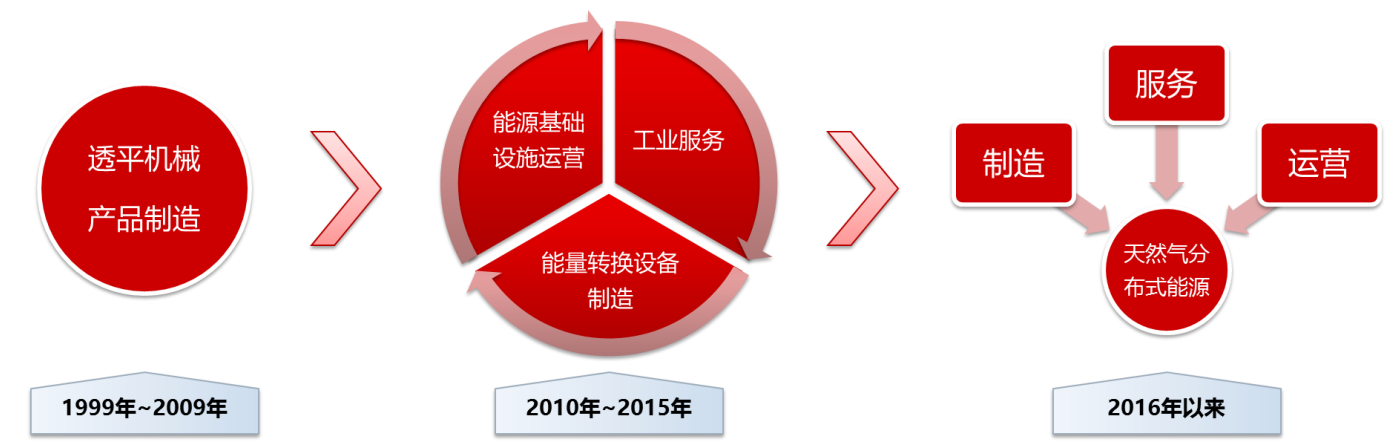 透平机械
产品制造
1999年~2009年
能源基础
设施运营
工业服务
能量转换设备
制造
2010年~2015年
服务
制造
运营
天然气分
布式能源
2016年以来